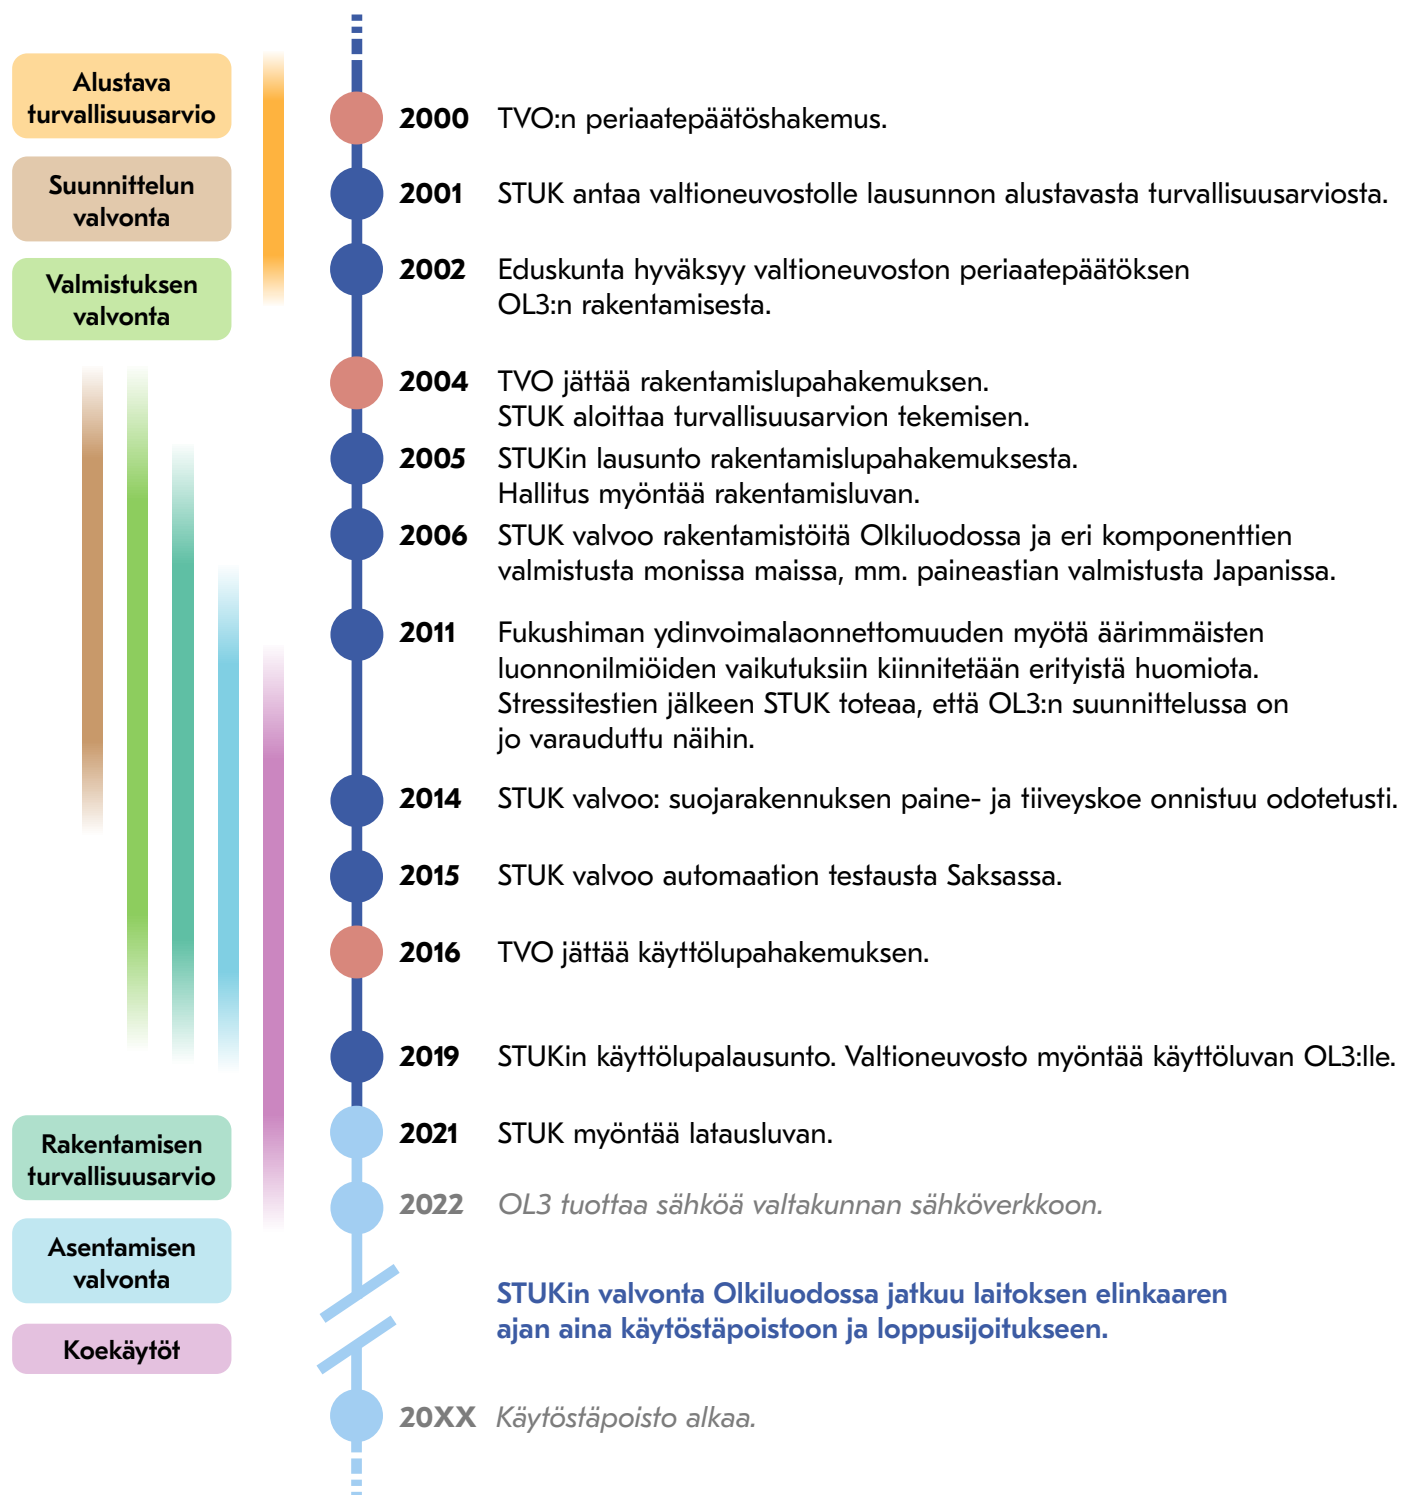 Alustava
turvallisuusarvio
Suunnittelun
valvonta
Valmistuksen
valvonta
2000 TVO:n periaatepäätöshakemus.
2001 STUK antaa valtioneuvostolle lausunnon alustavasta turvallisuusarviosta.
2002 Eduskunta hyväksyy valtioneuvoston periaatepäätöksen
OL3:n rakentamisesta.
2004 TVO jättää rakentamislupahakemuksen.
STUK aloittaa turvallisuusarvion tekemisen.
2005 STUKin lausunto rakentamislupahakemuksesta.
Hallitus myöntää rakentamisluvan.
2006 STUK valvoo rakentamistöitä Olkiluodossa ja eri komponenttien
valmistusta monissa maissa, mm. paineastian valmistusta Japanissa.
2011 Fukushiman ydinvoimalaonnettomuuden myötä äärimmäisten
luonnonilmiöiden vaikutuksiin kiinnitetään erityistä huomiota.
Stressitestien jälkeen STUK toteaa, että OL3:n suunnittelussa on
jo varauduttu näihin.
2014 STUK valvoo: suojarakennuksen paine- ja tiiveyskoe onnistuu odotetusti.
2015 STUK valvoo automaation testausta Saksassa.
2016 TVO jättää käyttölupahakemuksen.
2019 STUKin käyttölupalausunto. Valtioneuvosto myöntää käyttöluvan OL3:lle.
2021 STUK myöntää latausluvan.
2022 OL3 tuottaa sähköä valtakunnan sähköverkkoon.
STUKin valvonta Olkiluodossa jatkuu laitoksen elinkaaren
ajan aina käytöstäpoistoon ja loppusijoitukseen.
20XX Käytöstäpoisto alkaa.
Rakentamisen
turvallisuusarvio
Asentamisen
valvonta
Koekäytöt